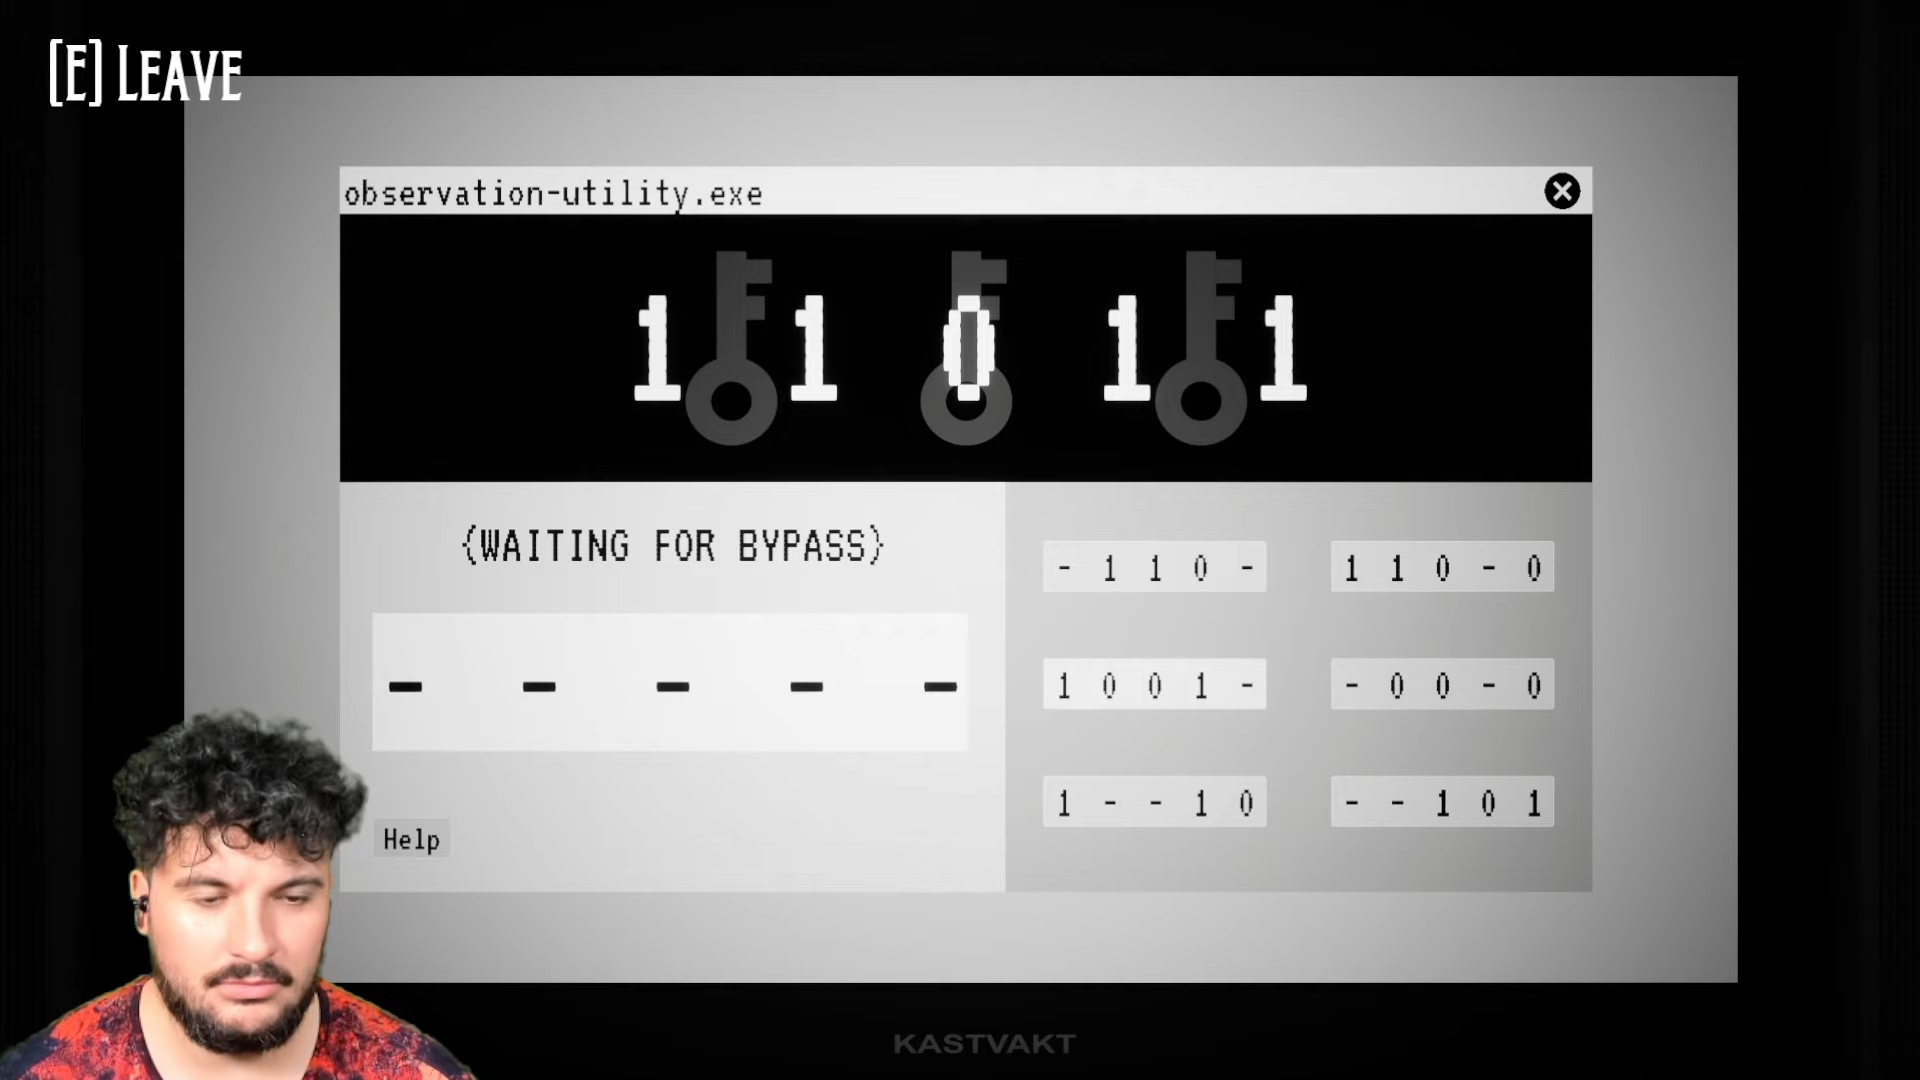 [E] LEAVE
observation-utility.exe
1 1 0 1 1
{WAITING FOR BYPASS}
- - - - -
Help
- 1 1 0 -
1 1 0 - 0
1 0 0 1 -
- 0 0 - 0
1 - - 1 0
- - 1 0 1
KASTVAKT